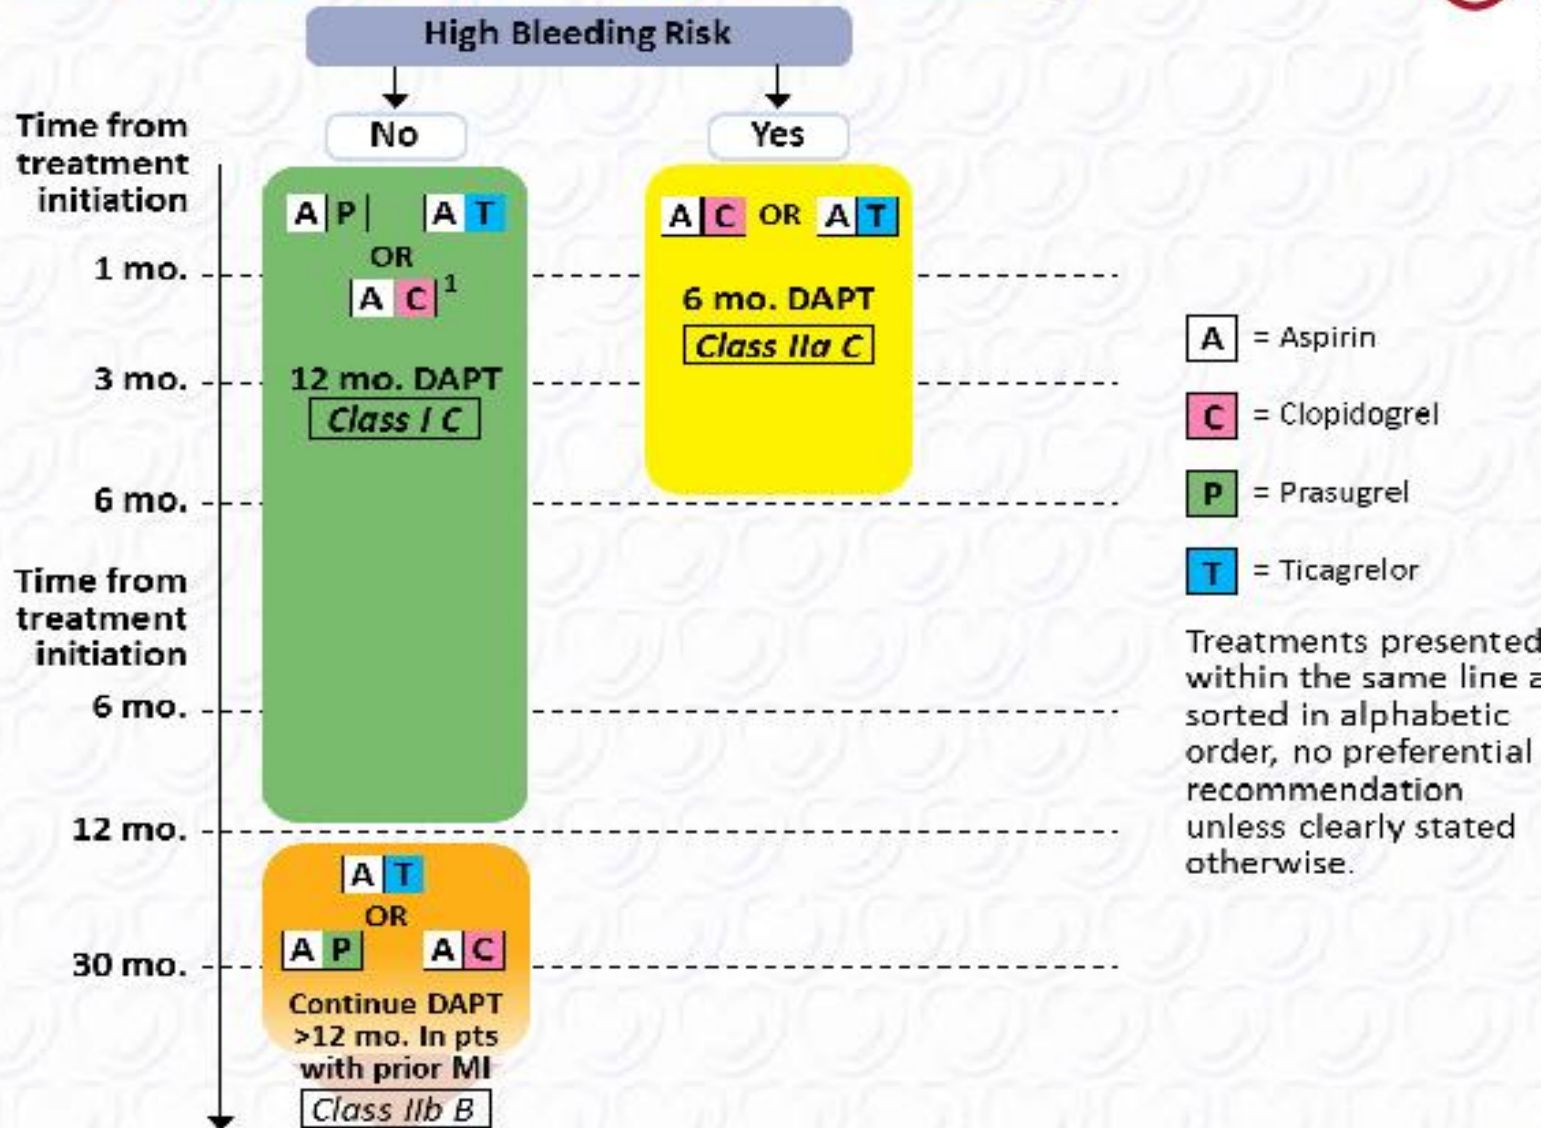 High Bleeding Risk
No
Yes
Time from
treatment
initiation
A P A T
OR
A C 1
12 mo. DAPT
Class I C
A C OR A T
6 mo. DAPT
Class IIa C
1 mo.
3 mo.
6 mo.
Time from
treatment
initiation
6 mo.
12 mo.
30 mo.
A T
OR
A P A C
Continue DAPT
>12 mo. In pts
with prior MI
Class IIb B
A = Aspirin
C = Clopidogrel
P = Prasugrel
T = Ticagrelor
Treatments presented
within the same line
sorted in alphabetic
order, no preferential
recommendation
unless clearly stated
otherwise.